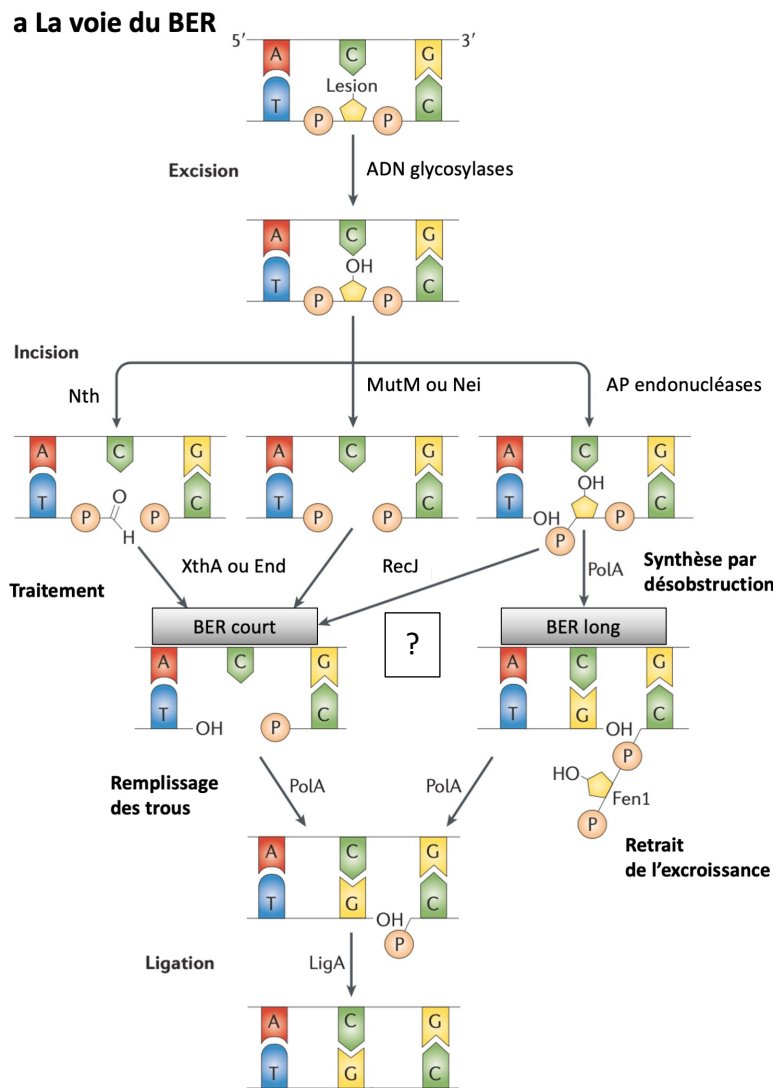 a La voie du BER
5′ A C G 3′
Lesion
T P P C
Excision
ADN glycosylases
A C G
OH
T P P C
Incision
Nth
MutM ou Nei
AP endonucléases
A C G
O
T P P C
H
A C G
T P P C
A C G
OH
T OH P P C
XthA ou End
RecJ
PolA
Synthèse par
désobstruction
Traitement
BER court
?
BER long
A C G
T OH P C
A C G
T G OH C
P
HO
Fen1
P
Remplissage
des trous
PolA
PolA
Retrait
de l’excroissance
A C G
T G OH C
P
Ligation
LigA
A C G
T G C